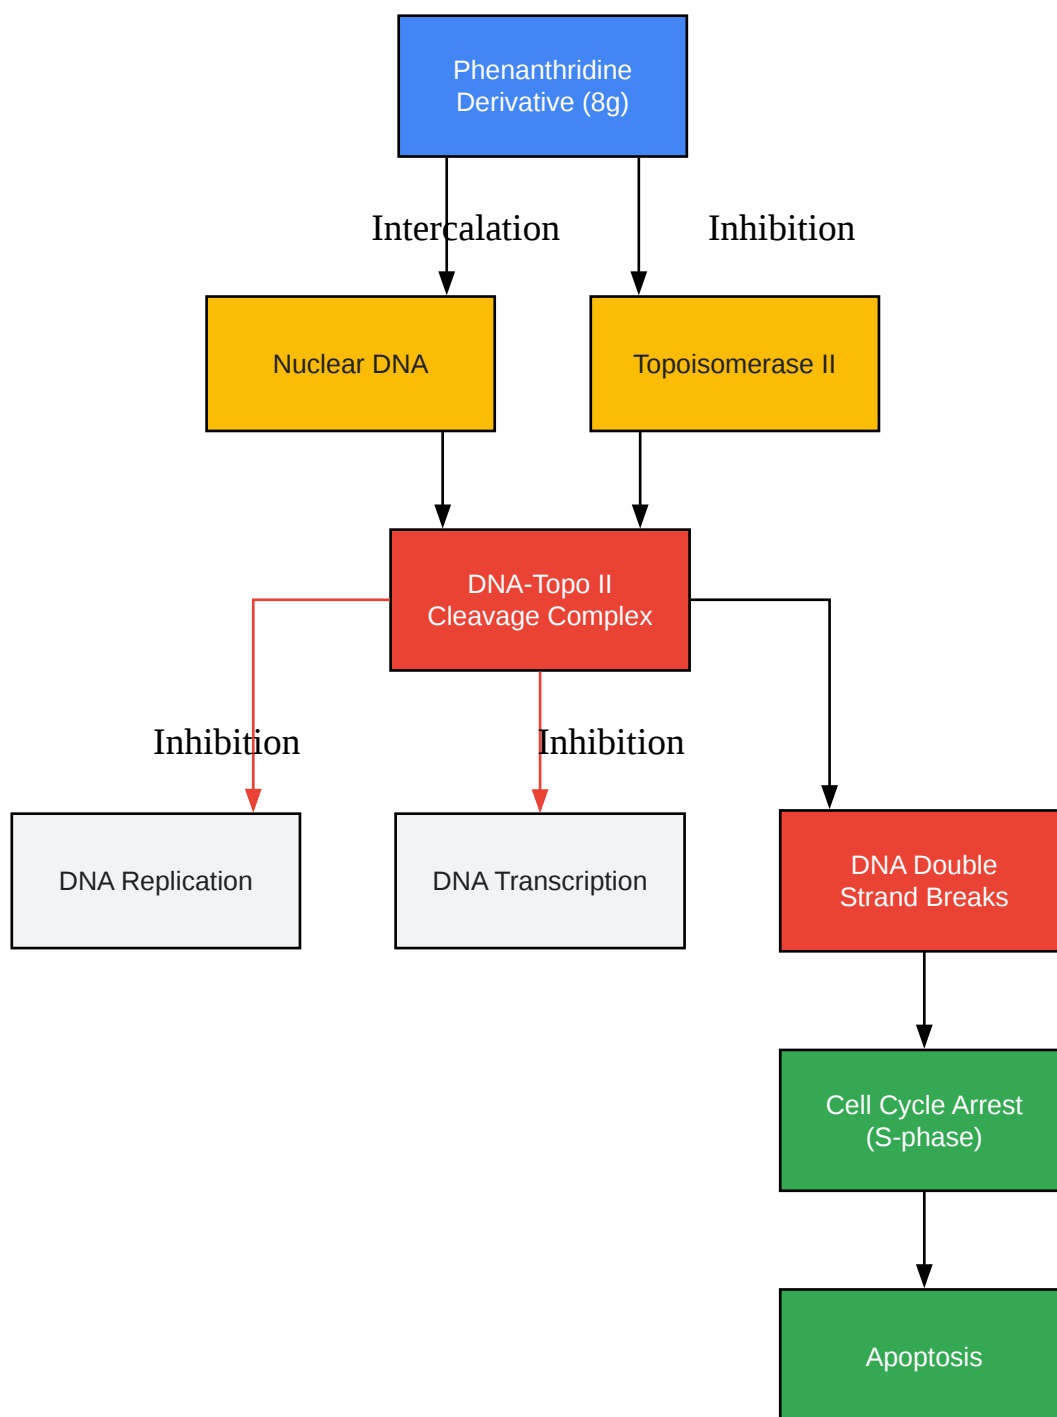 Phenanthridine
Derivative (8g)
Intercalation
Inhibition
Nuclear DNA
Topoisomerase II
DNA-Topo II
Cleavage Complex
Inhibition
Inhibition
DNA Replication
DNA Transcription
DNA Double
Strand Breaks
Cell Cycle Arrest
(S-phase)
Apoptosis